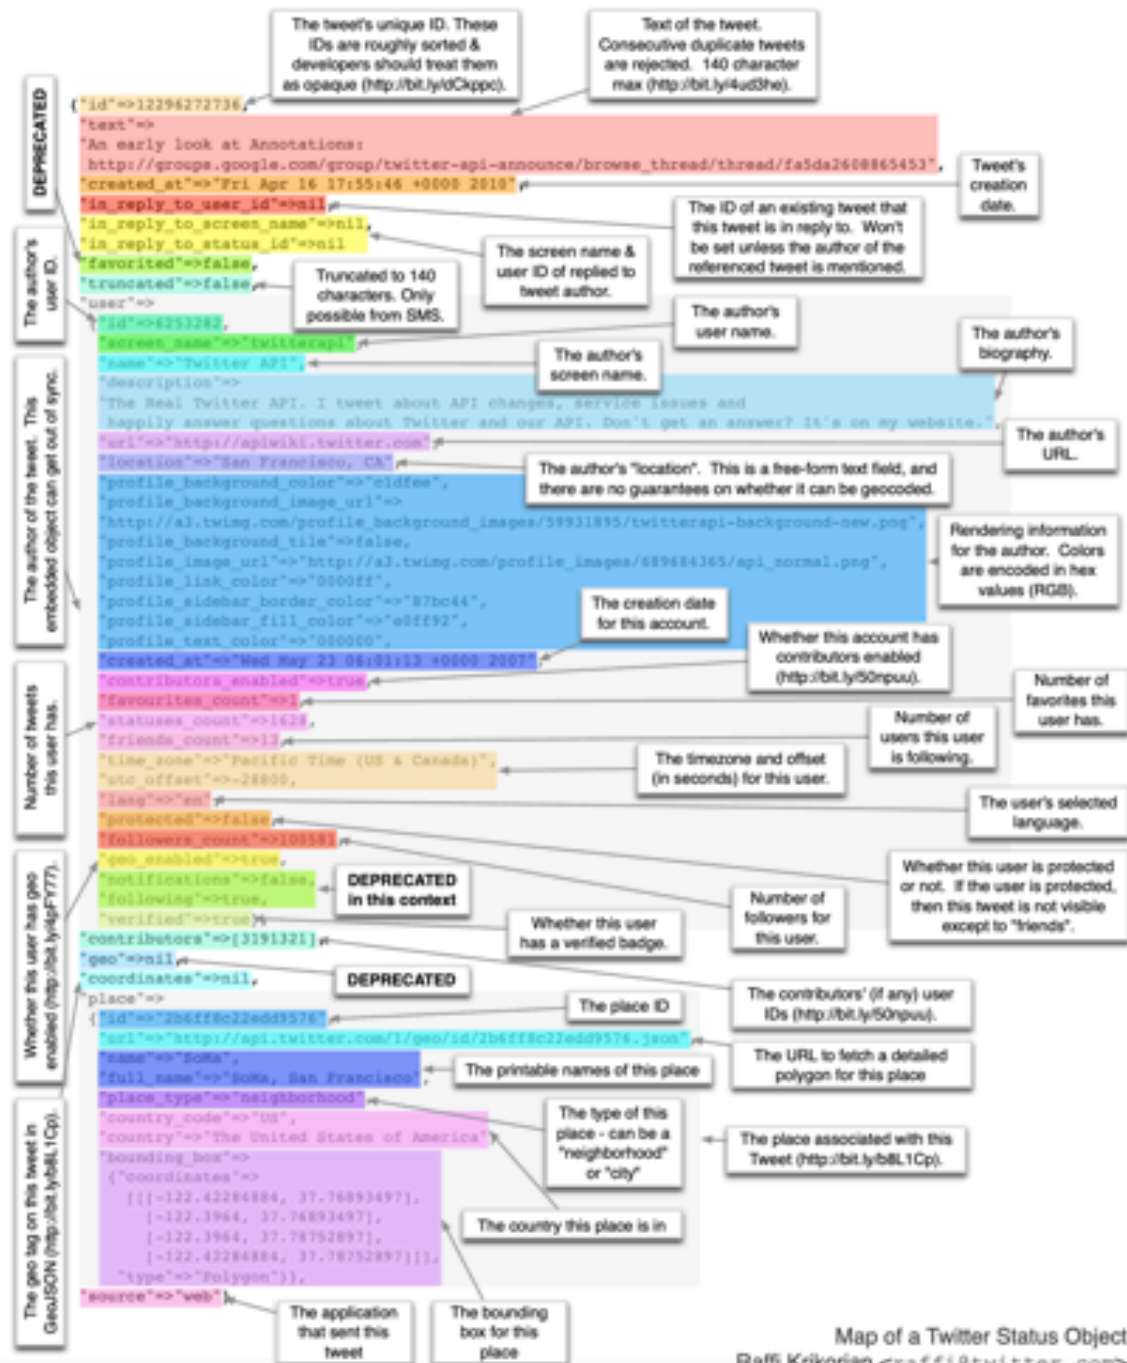 The tweet's unique ID. These
IDs are roughly sorted &
developers should treat them
as opaque (http://bit.ly/dCkppc).
Text of the tweet.
Consecutive duplicate tweets
are rejected. 140 character
max (http://bit.ly/4ud3he).
DEPRECATED
{"id"=>12296272736,
"text"=>
"An early look at Annotations:
http://groups.google.com/group/twitter-api-announce/browse_thread/thread/fa5da2608865453",
"created_at"=>"Fri Apr 16 17:55:46 +0000 2010",
Tweet's
creation
date.
"in_reply_to_user_id"=>nil,
"in_reply_to_screen_name"=>nil,
"in_reply_to_status_id"=>nil
The ID of an existing tweet that
this tweet is in reply to. Won't
be set unless the author of the
referenced tweet is mentioned.
The screen name &
user ID of replied to
tweet author.
"favorited"=>false,
"truncated"=>false,
Truncated to 140
characters. Only
possible from SMS.
The author's
user ID.
"user"=>
{"id"=>6253282,
"screen_name"=>"twitterapi",
The author's
user name.
"name"=>"Twitter API",
The author's
screen name.
The author's
biography.
"description"=>
"The Real Twitter API. I tweet about API changes, service issues and
happily answer questions about Twitter and our API. Don't get an answer? It's on my website.",
"url"=>"http://apiwiki.twitter.com",
The author's
URL.
"location"=>"San Francisco, CA",
The author's "location". This is a free-form text field, and
there are no guarantees on whether it can be geocoded.
The author of the tweet. This
embedded object can get out of sync.
"profile_background_color"=>"c1dfee",
"profile_background_image_url"=>
"http://a3.twimg.com/profile_background_images/59931895/twitterapi-background-new.png",
"profile_background_tile"=>false,
"profile_image_url"=>"http://a3.twimg.com/profile_images/689684365/api_normal.png",
"profile_link_color"=>"0000ff",
"profile_sidebar_border_color"=>"87bc44",
"profile_sidebar_fill_color"=>"e0ff92",
"profile_text_color"=>"000000",
Rendering information
for the author. Colors
are encoded in hex
values (RGB).
"created_at"=>"Wed May 23 06:01:13 +0000 2007",
The creation date
for this account.
"contributors_enabled"=>true,
Whether this account has
contributors enabled
(http://bit.ly/50npuu).
"favourites_count"=>1,
Number of
favorites this
user has.
"statuses_count"=>1628,
Number of tweets
this user has.
"friends_count"=>13,
Number of
users this user
is following.
"time_zone"=>"Pacific Time (US & Canada)",
"utc_offset"=>-28800,
The timezone and offset
(in seconds) for this user.
"lang"=>"en",
The user's selected
language.
"protected"=>false,
Whether this user is protected
or not. If the user is protected,
then this tweet is not visible
except to "friends".
"followers_count"=>100581,
Number of
followers for
this user.
"geo_enabled"=>true,
Whether this user has geo
enabled (http://bit.ly/4pFY77).
"notifications"=>false,
"following"=>true,
DEPRECATED
in this context
"verified"=>true},
Whether this user
has a verified badge.
"contributors"=>[3191321],
The contributors' (if any) user
IDs (http://bit.ly/50npuu).
"geo"=>nil,
DEPRECATED
"coordinates"=>nil,
The geo tag on this tweet in
GeoJSON (http://bit.ly/b8L1Cp).
"place"=>
{"id"=>"2b6ff8c22edd9576",
The place ID
"url"=>"http://api.twitter.com/1/geo/id/2b6ff8c22edd9576.json",
The URL to fetch a detailed
polygon for this place
"name"=>"SoMa",
"full_name"=>"SoMa, San Francisco",
The printable names of this place
"place_type"=>"neighborhood",
The type of this
place - can be a
"neighborhood"
or "city"
"country_code"=>"US",
"country"=>"The United States of America",
The country this place is in
The place associated with this
Tweet (http://bit.ly/b8L1Cp).
"bounding_box"=>
{"coordinates"=>
[[[-122.42284884, 37.76893497],
[-122.3964, 37.76893497],
[-122.3964, 37.78752897],
[-122.42284884, 37.78752897]]],
"type"=>"Polygon"}},
The bounding
box for this
place
"source"=>"web"}
The application
that sent this
tweet
Map of a Twitter Status Object
Raffi Krikorian <raffi@twitter.com>